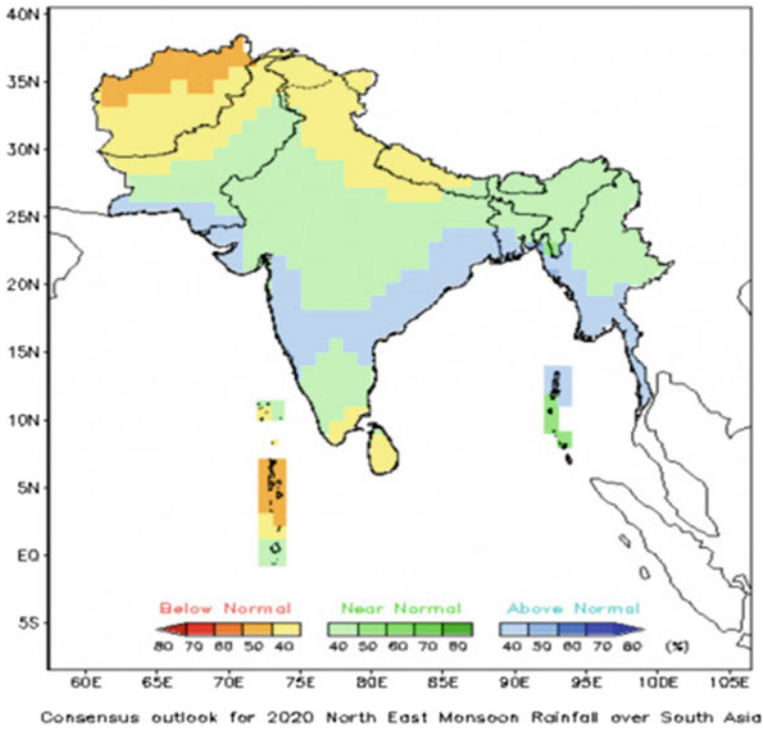 40N
35N
30N
25N
20N
15N
10N
5N
EQ
5S
Below Normal Near Normal Above Normal
80 70 60 50 40 40 50 60 70 80 40 50 60 70 80 (%)
60E 65E 70E 75E 80E 85E 90E 95E 100E 105E
Consensus outlook for 2020 North East Monsoon Rainfall over South Asia